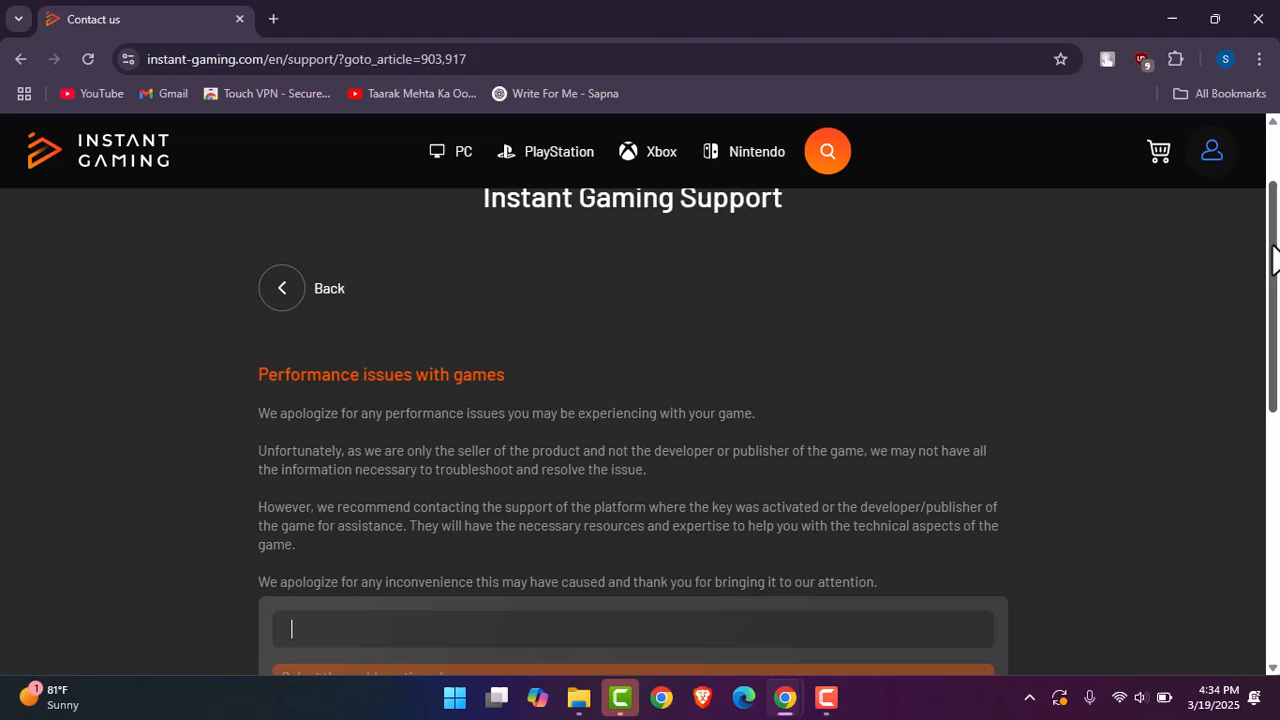 Contact us
instant-gaming.com/en/support/?goto_article=903,917
S
9
YouTube
Gmail
Touch VPN - Secure...
Taarak Mehta Ka Oo...
Write For Me - Sapna
All Bookmarks
INSTANT
GAMING
PC
PlayStation
Xbox
Nintendo
Instant Gaming Support
Back
Performance issues with games
We apologize for any performance issues you may be experiencing with your game.
Unfortunately, as we are only the seller of the product and not the developer or publisher of the game, we may not have all
the information necessary to troubleshoot and resolve the issue.
However, we recommend contacting the support of the platform where the key was activated or the developer/publisher of
the game for assistance. They will have the necessary resources and expertise to help you with the technical aspects of the
game.
We apologize for any inconvenience this may have caused and thank you for bringing it to our attention.
1
81°F
Sunny
4:34 PM
3/19/2025